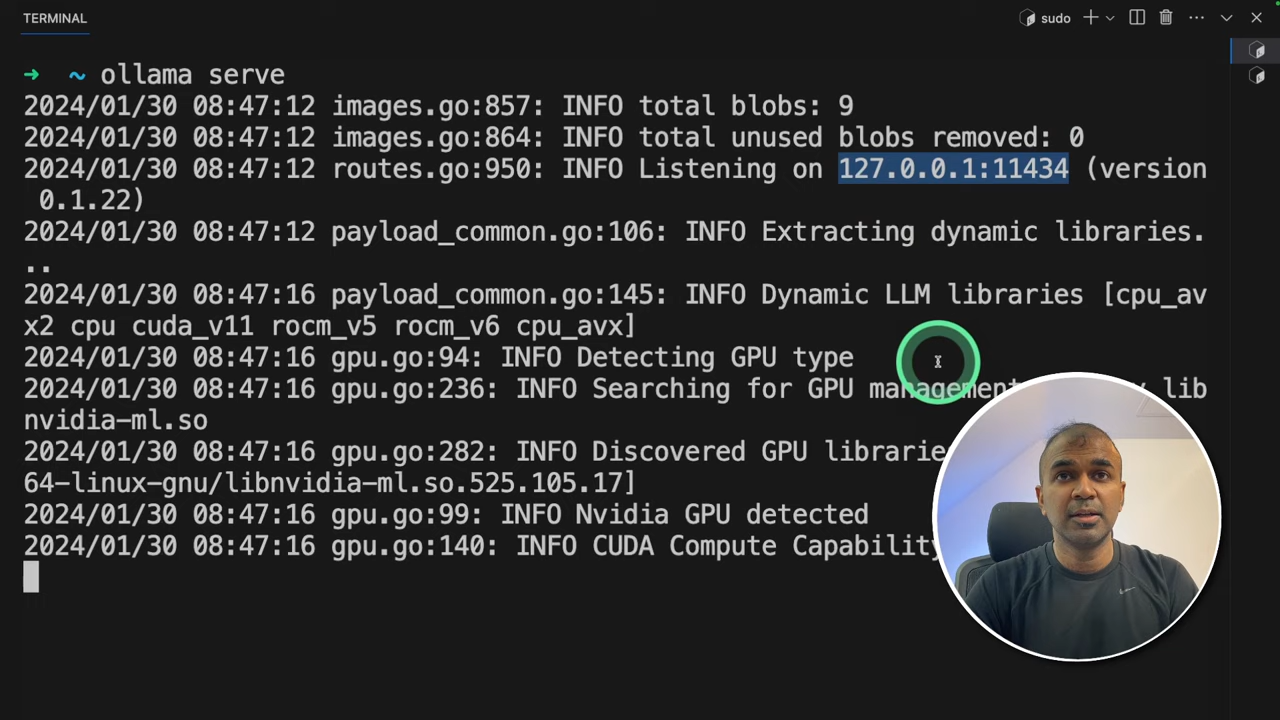 TERMINAL
sudo
➜ ~ ollama serve
2024/01/30 08:47:12 images.go:857: INFO total blobs: 9
2024/01/30 08:47:12 images.go:864: INFO total unused blobs removed: 0
2024/01/30 08:47:12 routes.go:950: INFO Listening on 127.0.0.1:11434 (version
0.1.22)
2024/01/30 08:47:12 payload_common.go:106: INFO Extracting dynamic libraries.
..
2024/01/30 08:47:16 payload_common.go:145: INFO Dynamic LLM libraries [cpu_av
x2 cpu cuda_v11 rocm_v5 rocm_v6 cpu_avx]
2024/01/30 08:47:16 gpu.go:94: INFO Detecting GPU type
2024/01/30 08:47:16 gpu.go:236: INFO Searching for GPU management lib
nvidia-ml.so
2024/01/30 08:47:16 gpu.go:282: INFO Discovered GPU
64-linux-gnu/libnvidia-ml.so.525.105.17]
2024/01/30 08:47:16 gpu.go:99: INFO Nvidia GPU detected
2024/01/30 08:47:16 gpu.go:140: INFO CUDA Compute Capability